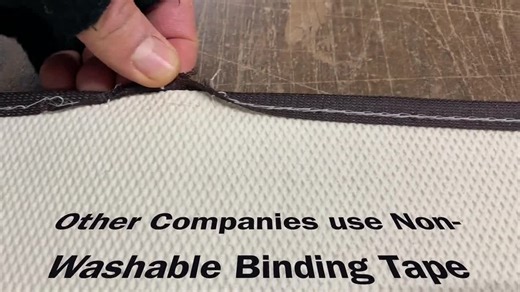 Other Companies use Non-
Washable Binding Tape